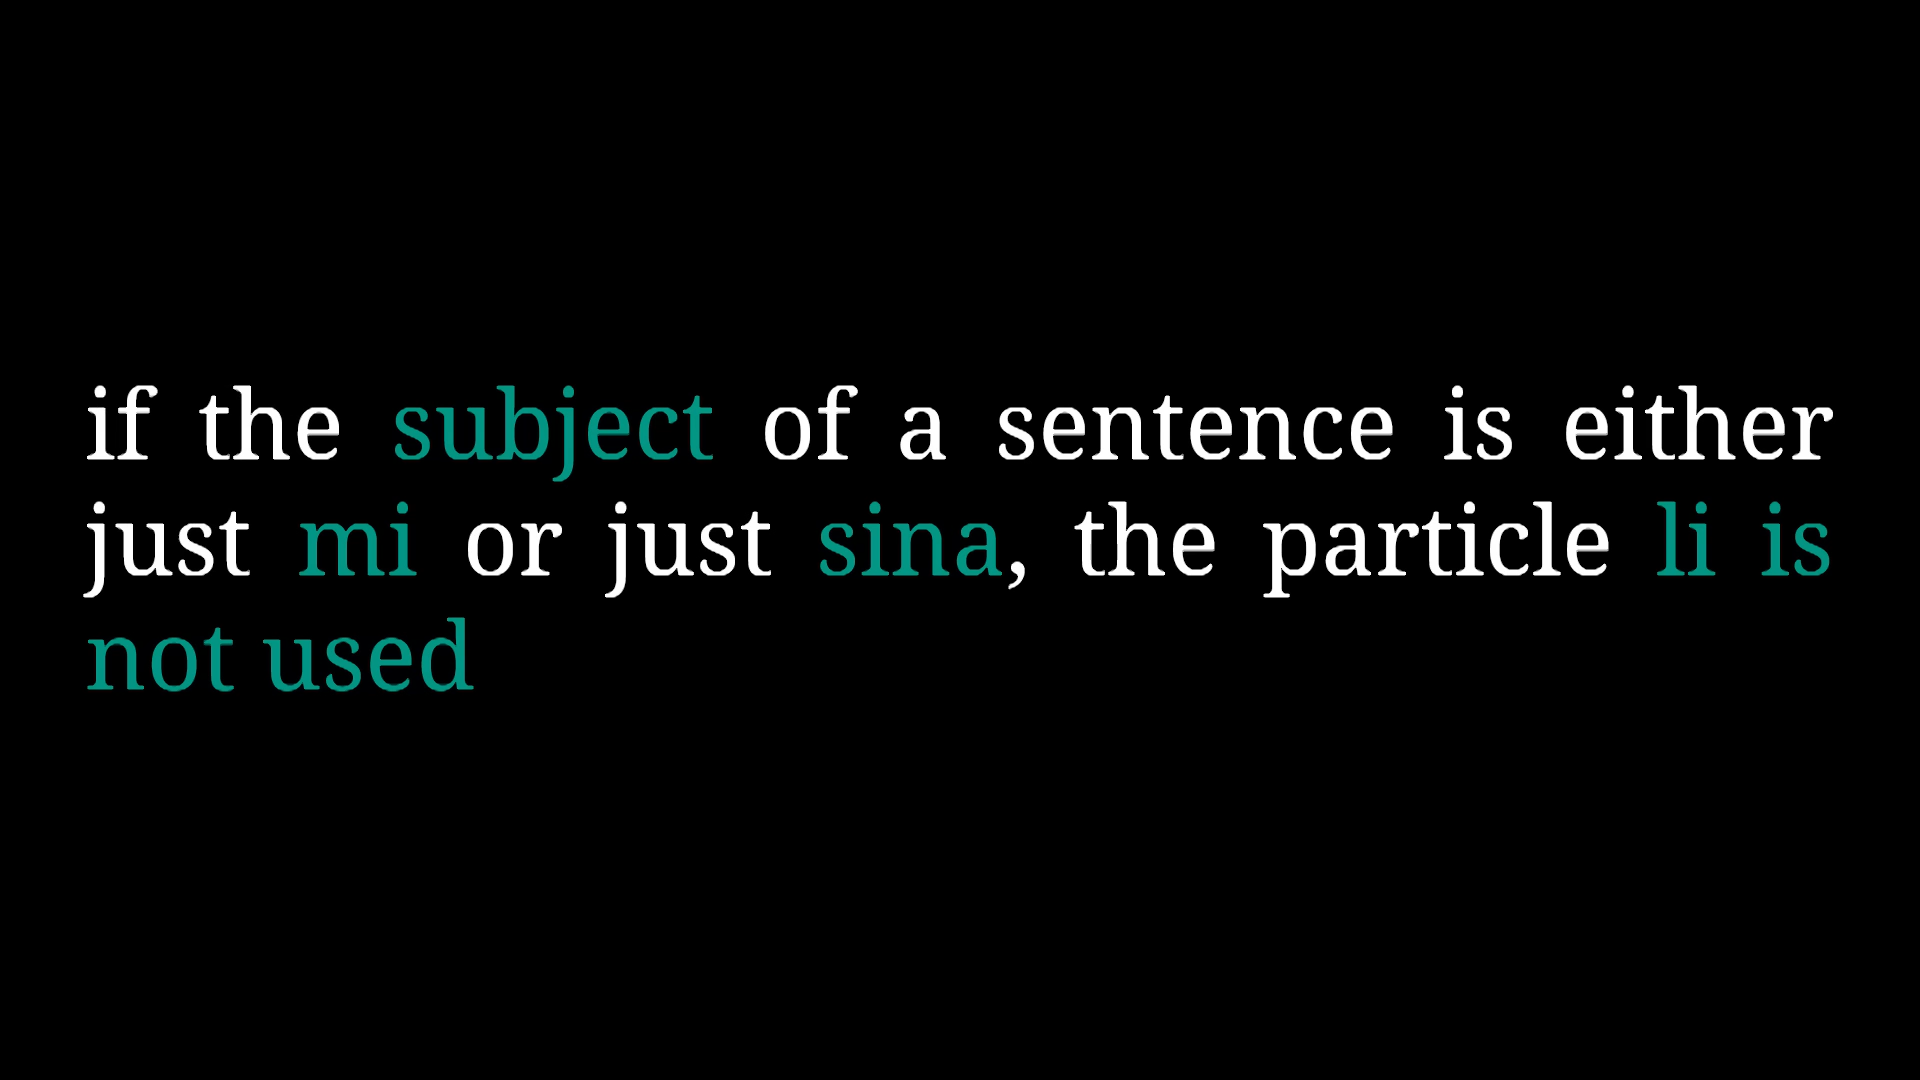 if the subject of a sentence is either
just mi or just sina, the particle li is
not used